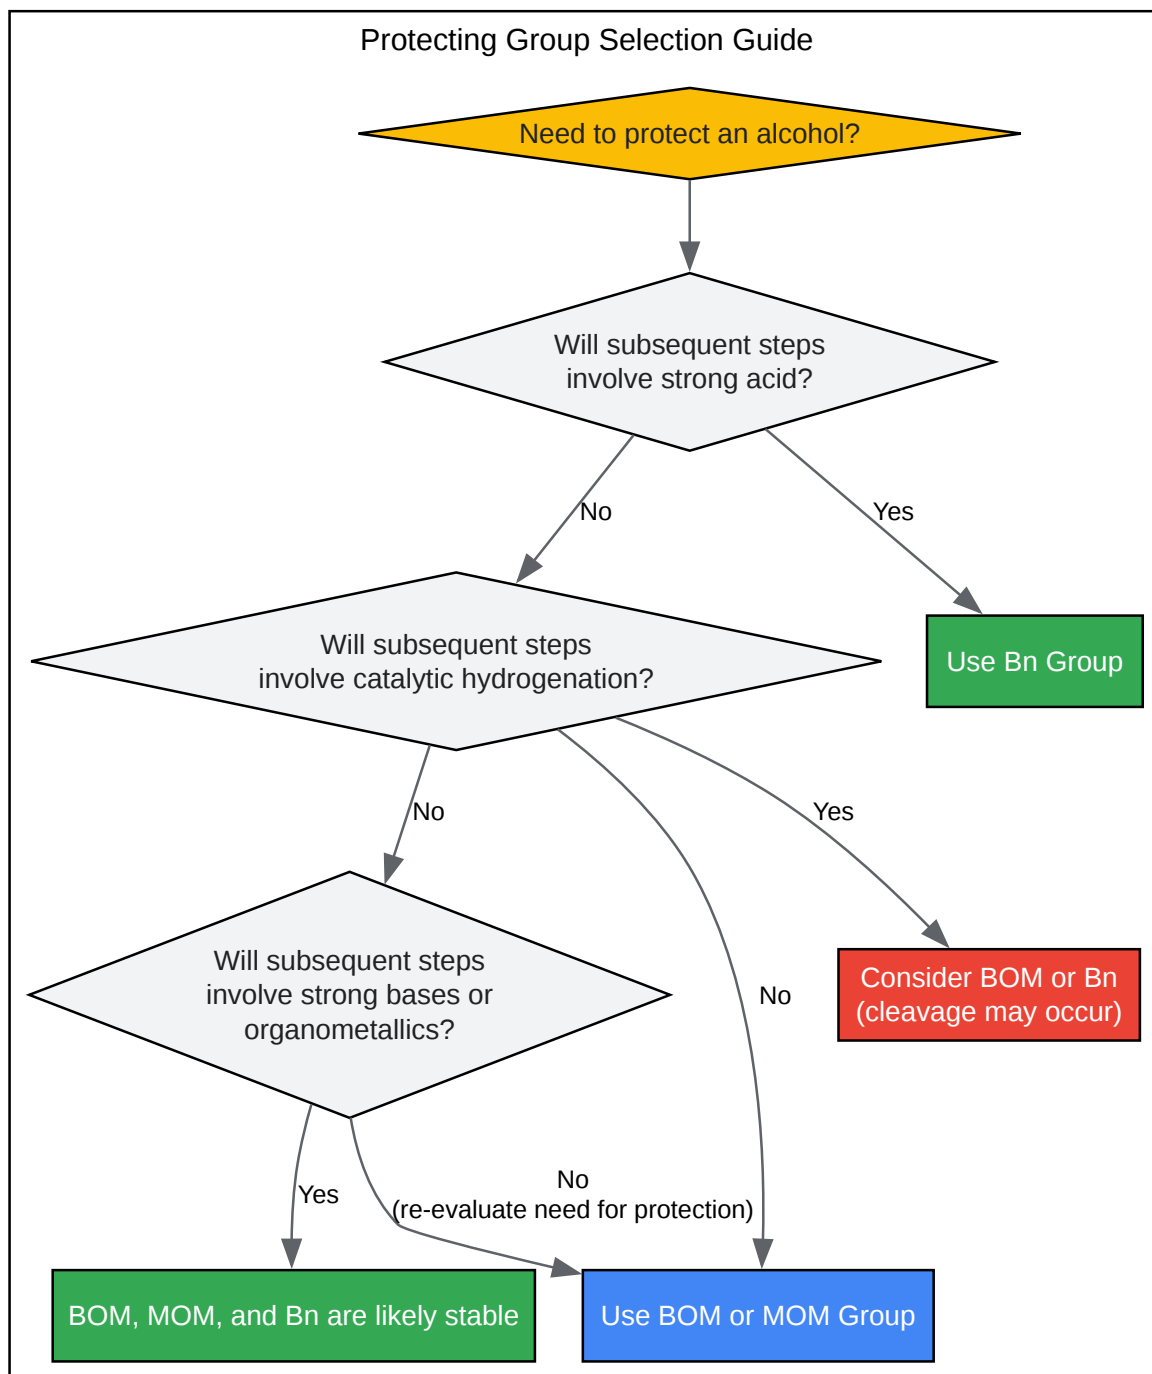 Protecting Group Selection Guide
Need to protect an alcohol?
Will subsequent steps
involve strong acid?
No
Yes
Will subsequent steps
involve catalytic hydrogenation?
Use Bn Group
No
Yes
Will subsequent steps
involve strong bases or
organometallics?
No
Consider BOM or Bn
(cleavage may occur)
Yes
No
(re-evaluate need for protection)
BOM, MOM, and Bn are likely stable
Use BOM or MOM Group